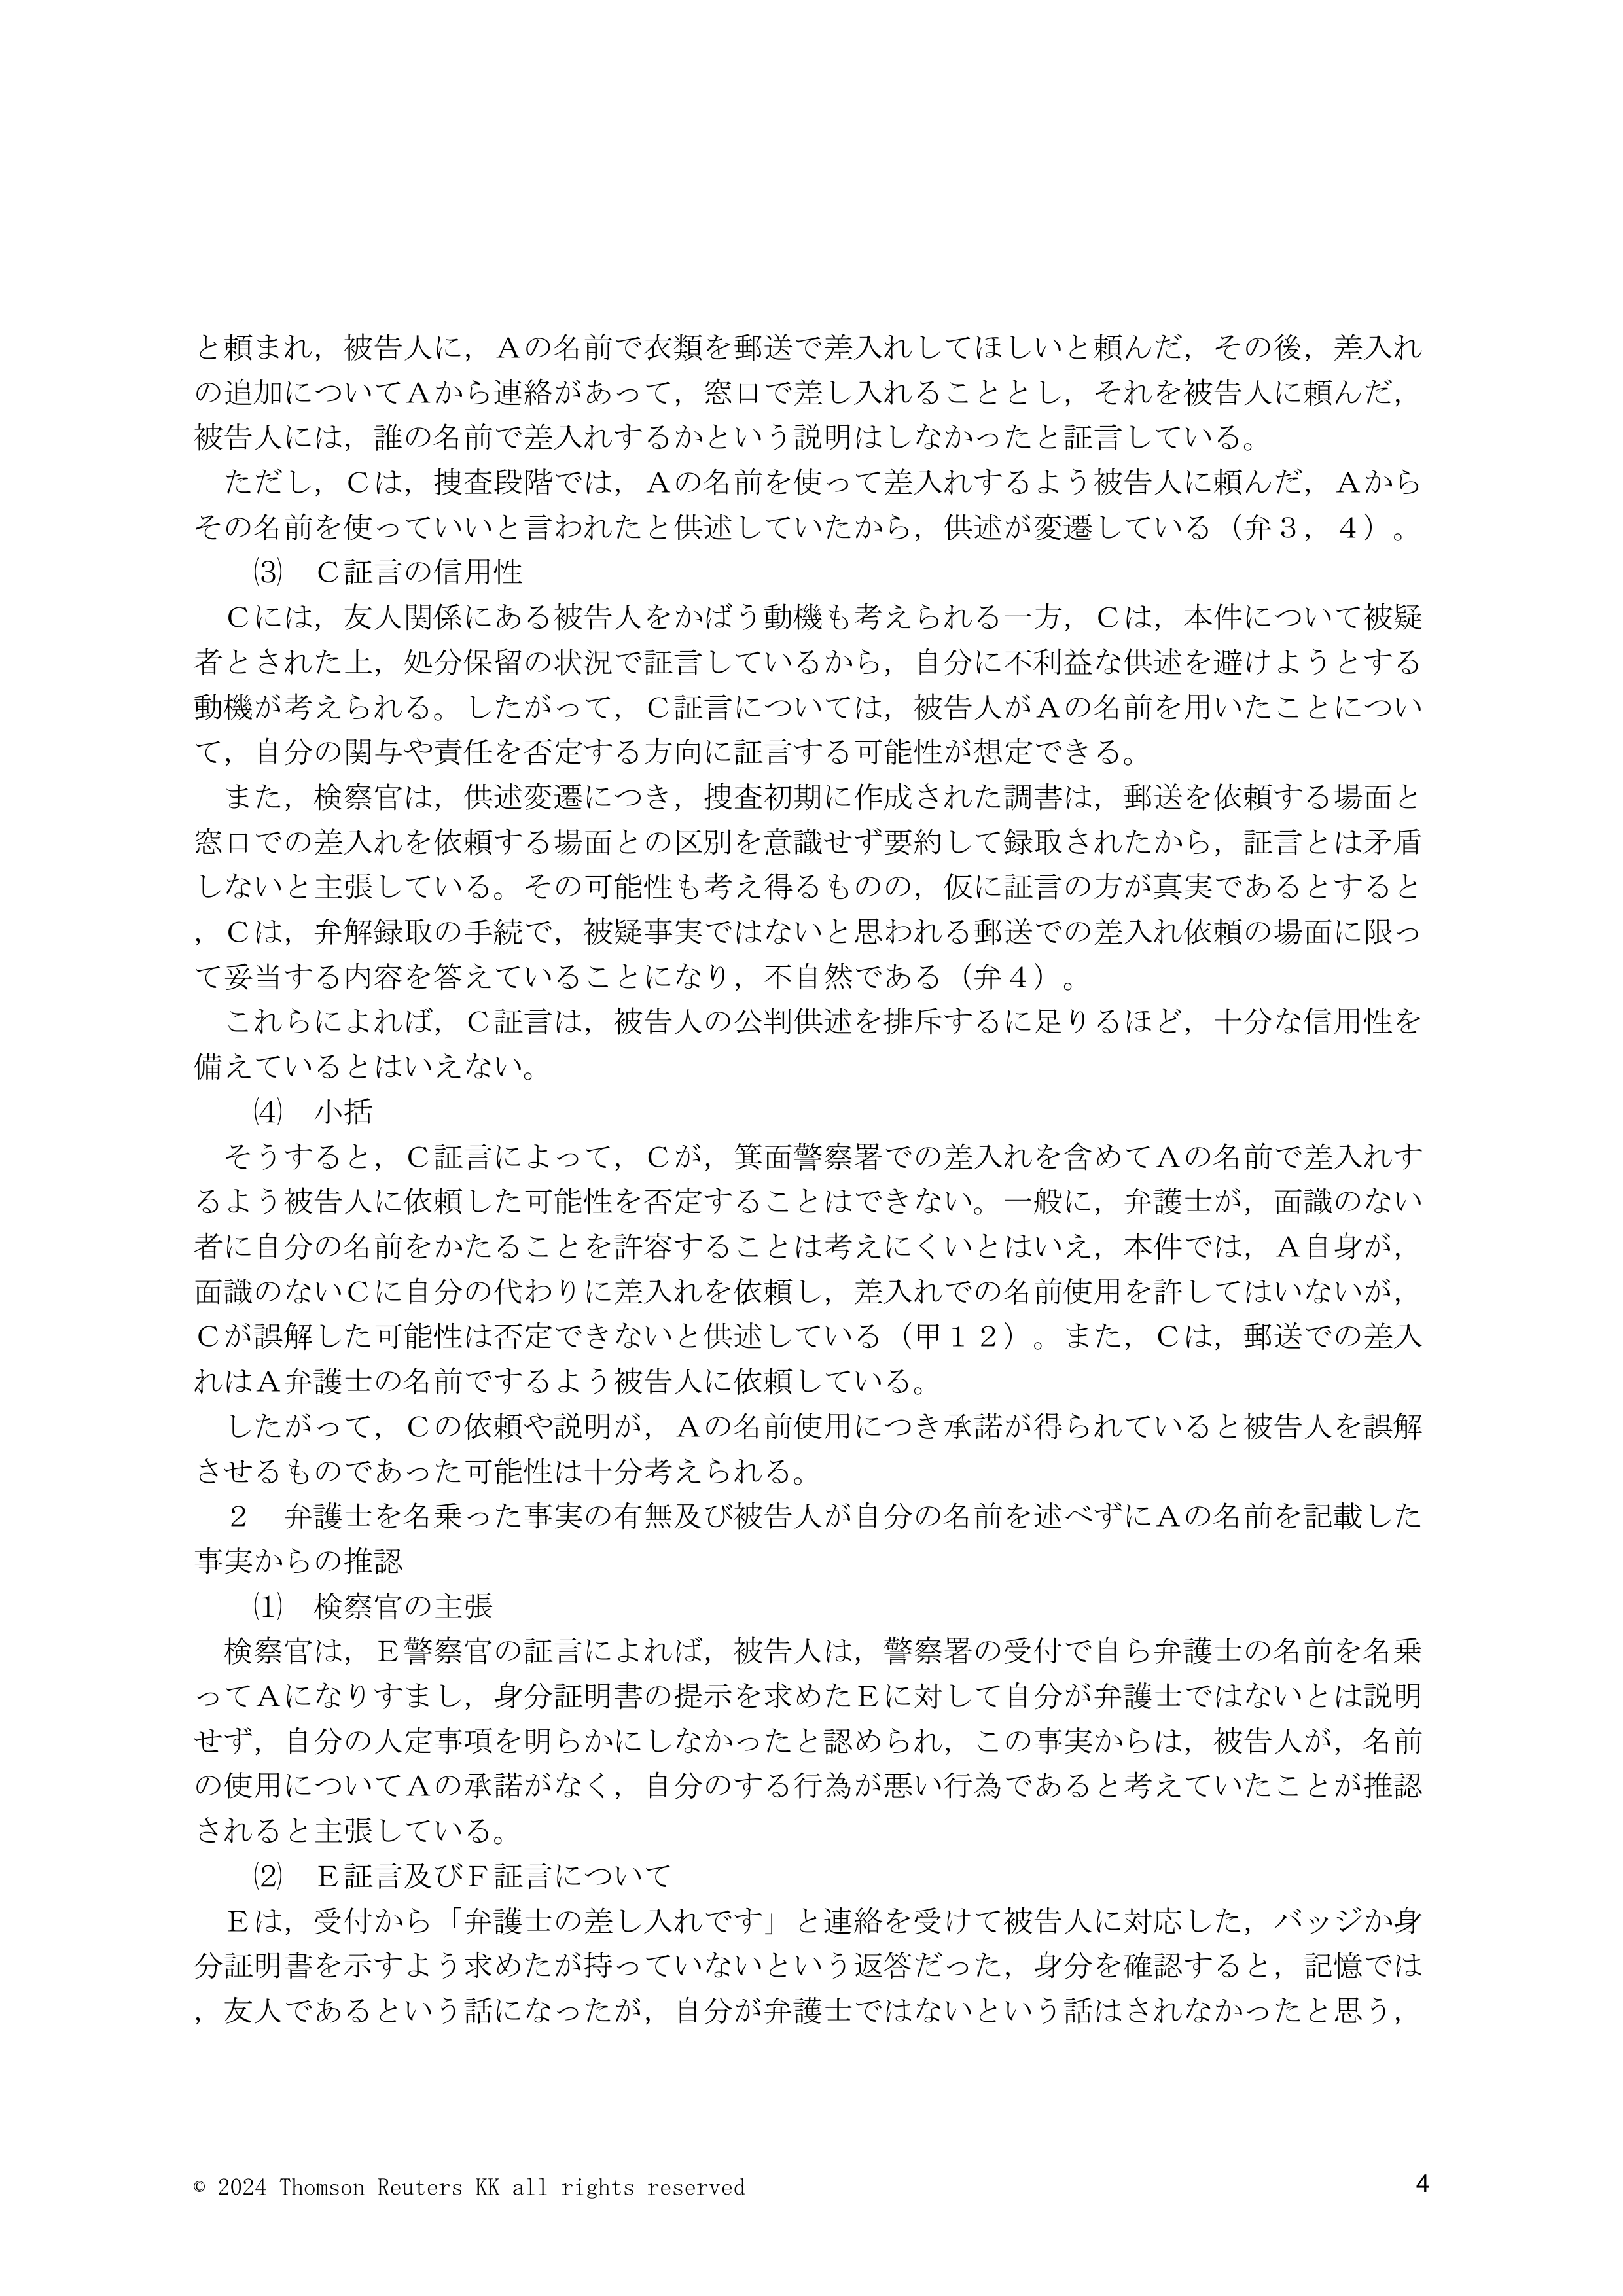 と頼まれ，被告人に，Ａの名前で衣類を郵送で差入れしてほしいと頼んだ，その後，差入れ
の追加についてＡから連絡があって，窓口で差し入れることとし，それを被告人に頼んだ，
被告人には，誰の名前で差入れするかという説明はしなかったと証言している。
　ただし，Ｃは，捜査段階では，Ａの名前を使って差入れするよう被告人に頼んだ，Ａから
その名前を使っていいと言われたと供述していたから，供述が変遷している（弁３，４）。
　　⑶　Ｃ証言の信用性
　Ｃには，友人関係にある被告人をかばう動機も考えられる一方，Ｃは，本件について被疑
者とされた上，処分保留の状況で証言しているから，自分に不利益な供述を避けようとする
動機が考えられる。したがって，Ｃ証言については，被告人がＡの名前を用いたことについ
て，自分の関与や責任を否定する方向に証言する可能性が想定できる。
　また，検察官は，供述変遷につき，捜査初期に作成された調書は，郵送を依頼する場面と
窓口での差入れを依頼する場面との区別を意識せず要約して録取されたから，証言とは矛盾
しないと主張している。その可能性も考え得るものの，仮に証言の方が真実であるとすると
，Ｃは，弁解録取の手続で，被疑事実ではないと思われる郵送での差入れ依頼の場面に限っ
て妥当する内容を答えていることになり，不自然である（弁４）。
　これらによれば，Ｃ証言は，被告人の公判供述を排斥するに足りるほど，十分な信用性を
備えているとはいえない。
　　⑷　小括
　そうすると，Ｃ証言によって，Ｃが，箕面警察署での差入れを含めてＡの名前で差入れす
るよう被告人に依頼した可能性を否定することはできない。一般に，弁護士が，面識のない
者に自分の名前をかたることを許容することは考えにくいとはいえ，本件では，Ａ自身が，
面識のないＣに自分の代わりに差入れを依頼し，差入れでの名前使用を許してはいないが，
Ｃが誤解した可能性は否定できないと供述している（甲１２）。また，Ｃは，郵送での差入
れはＡ弁護士の名前でするよう被告人に依頼している。
　したがって，Ｃの依頼や説明が，Ａの名前使用につき承諾が得られていると被告人を誤解
させるものであった可能性は十分考えられる。
　２　弁護士を名乗った事実の有無及び被告人が自分の名前を述べずにＡの名前を記載した
事実からの推認
　　⑴　検察官の主張
　検察官は，Ｅ警察官の証言によれば，被告人は，警察署の受付で自ら弁護士の名前を名乗
ってＡになりすまし，身分証明書の提示を求めたＥに対して自分が弁護士ではないとは説明
せず，自分の人定事項を明らかにしなかったと認められ，この事実からは，被告人が，名前
の使用についてＡの承諾がなく，自分のする行為が悪い行為であると考えていたことが推認
されると主張している。
　　⑵　Ｅ証言及びＦ証言について
　Ｅは，受付から「弁護士の差し入れです」と連絡を受けて被告人に対応した，バッジか身
分証明書を示すよう求めたが持っていないという返答だった，身分を確認すると，記憶では
，友人であるという話になったが，自分が弁護士ではないという話はされなかったと思う，
© 2024 Thomson Reuters KK all rights reserved
4